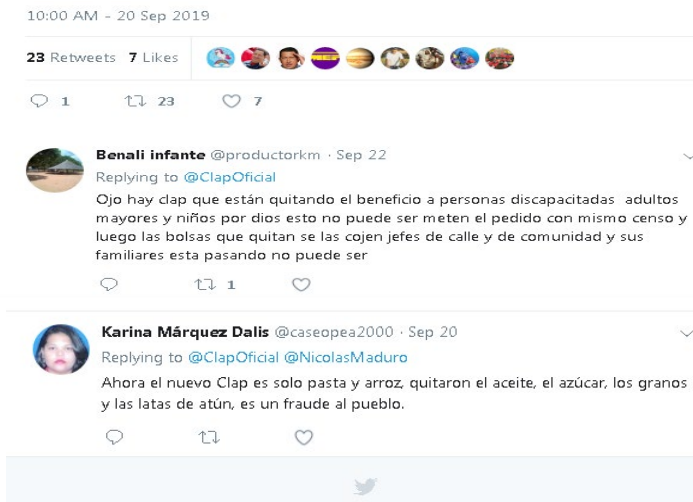 10:00 AM - 20 Sep 2019
23 Retweets 7 Likes
1 23 7
Benali infante @productorkm · Sep 22
Replying to @ClapOficial
Ojo hay clap que están quitando el beneficio a personas discapacitadas adultos
mayores y niños por dios esto no puede ser meten el pedido con mismo censo y
luego las bolsas que quitan se las cojen jefes de calle y de comunidad y sus
familiares esta pasando no puede ser
1
Karina Márquez Dalis @caseopea2000 · Sep 20
Replying to @ClapOficial @NicolasMaduro
Ahora el nuevo Clap es solo pasta y arroz, quitaron el aceite, el azúcar, los granos
y las latas de atún, es un fraude al pueblo.